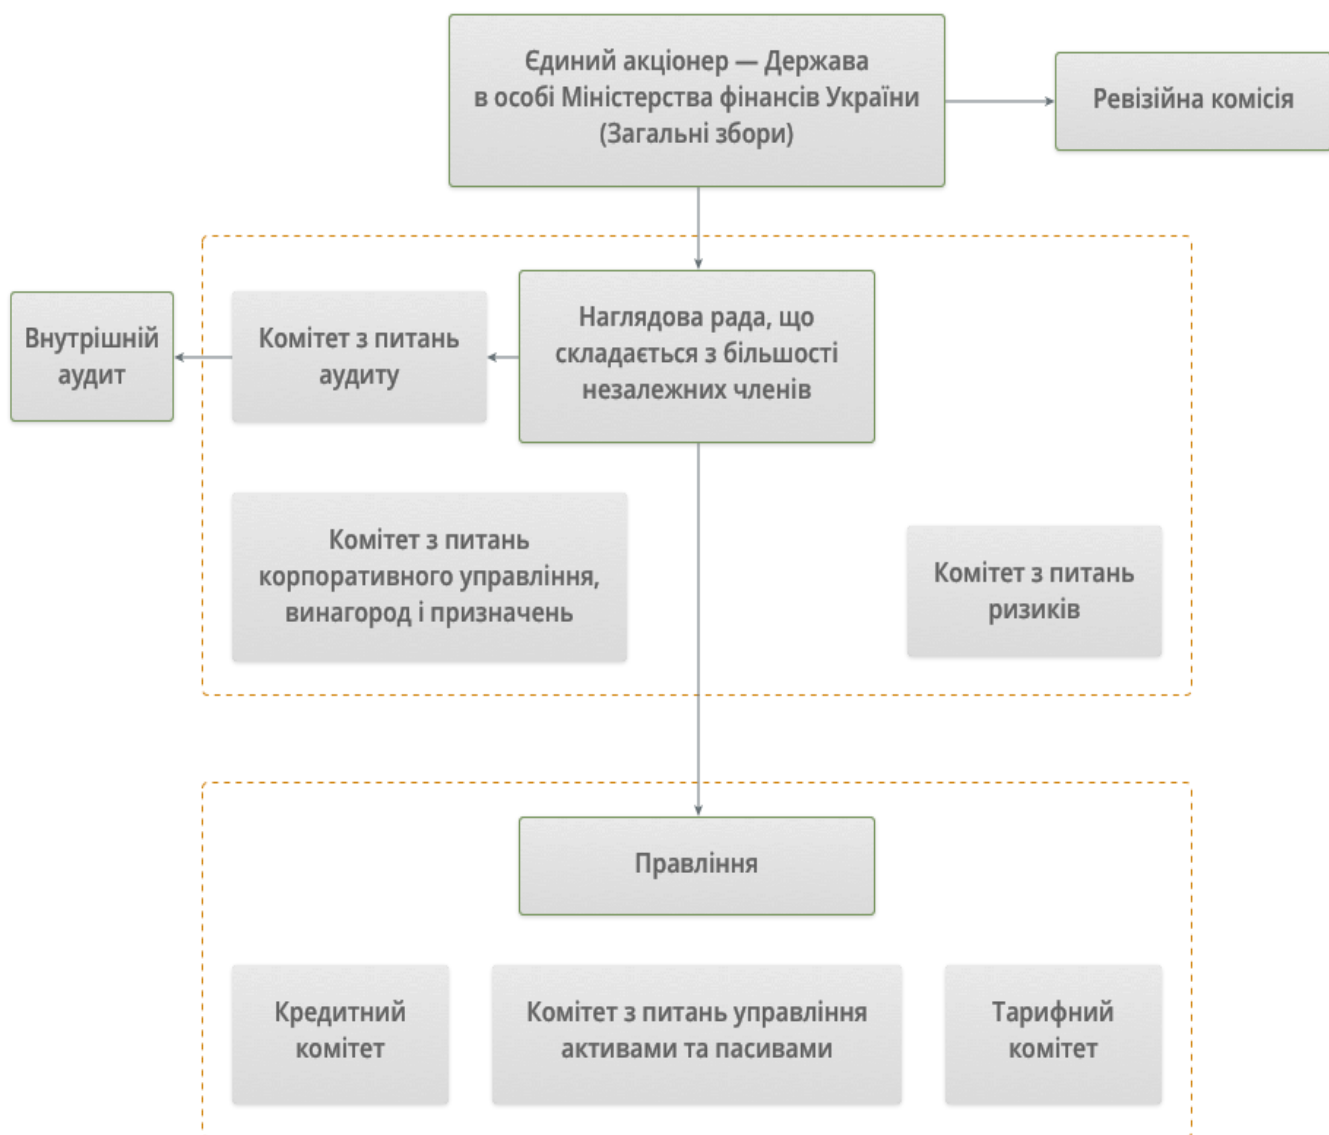 Єдиний акціонер — Держава
в особі Міністерства фінансів України
(Загальні збори)
Ревізійна комісія
Внутрішній
аудит
Комітет з питань
аудиту
Наглядова рада, що
складається з більшості
незалежних членів
Комітет з питань
корпоративного управління,
винагород і призначень
Комітет з питань
ризиків
Правління
Кредитний
комітет
Комітет з питань управління
активами та пасивами
Тарифний
комітет